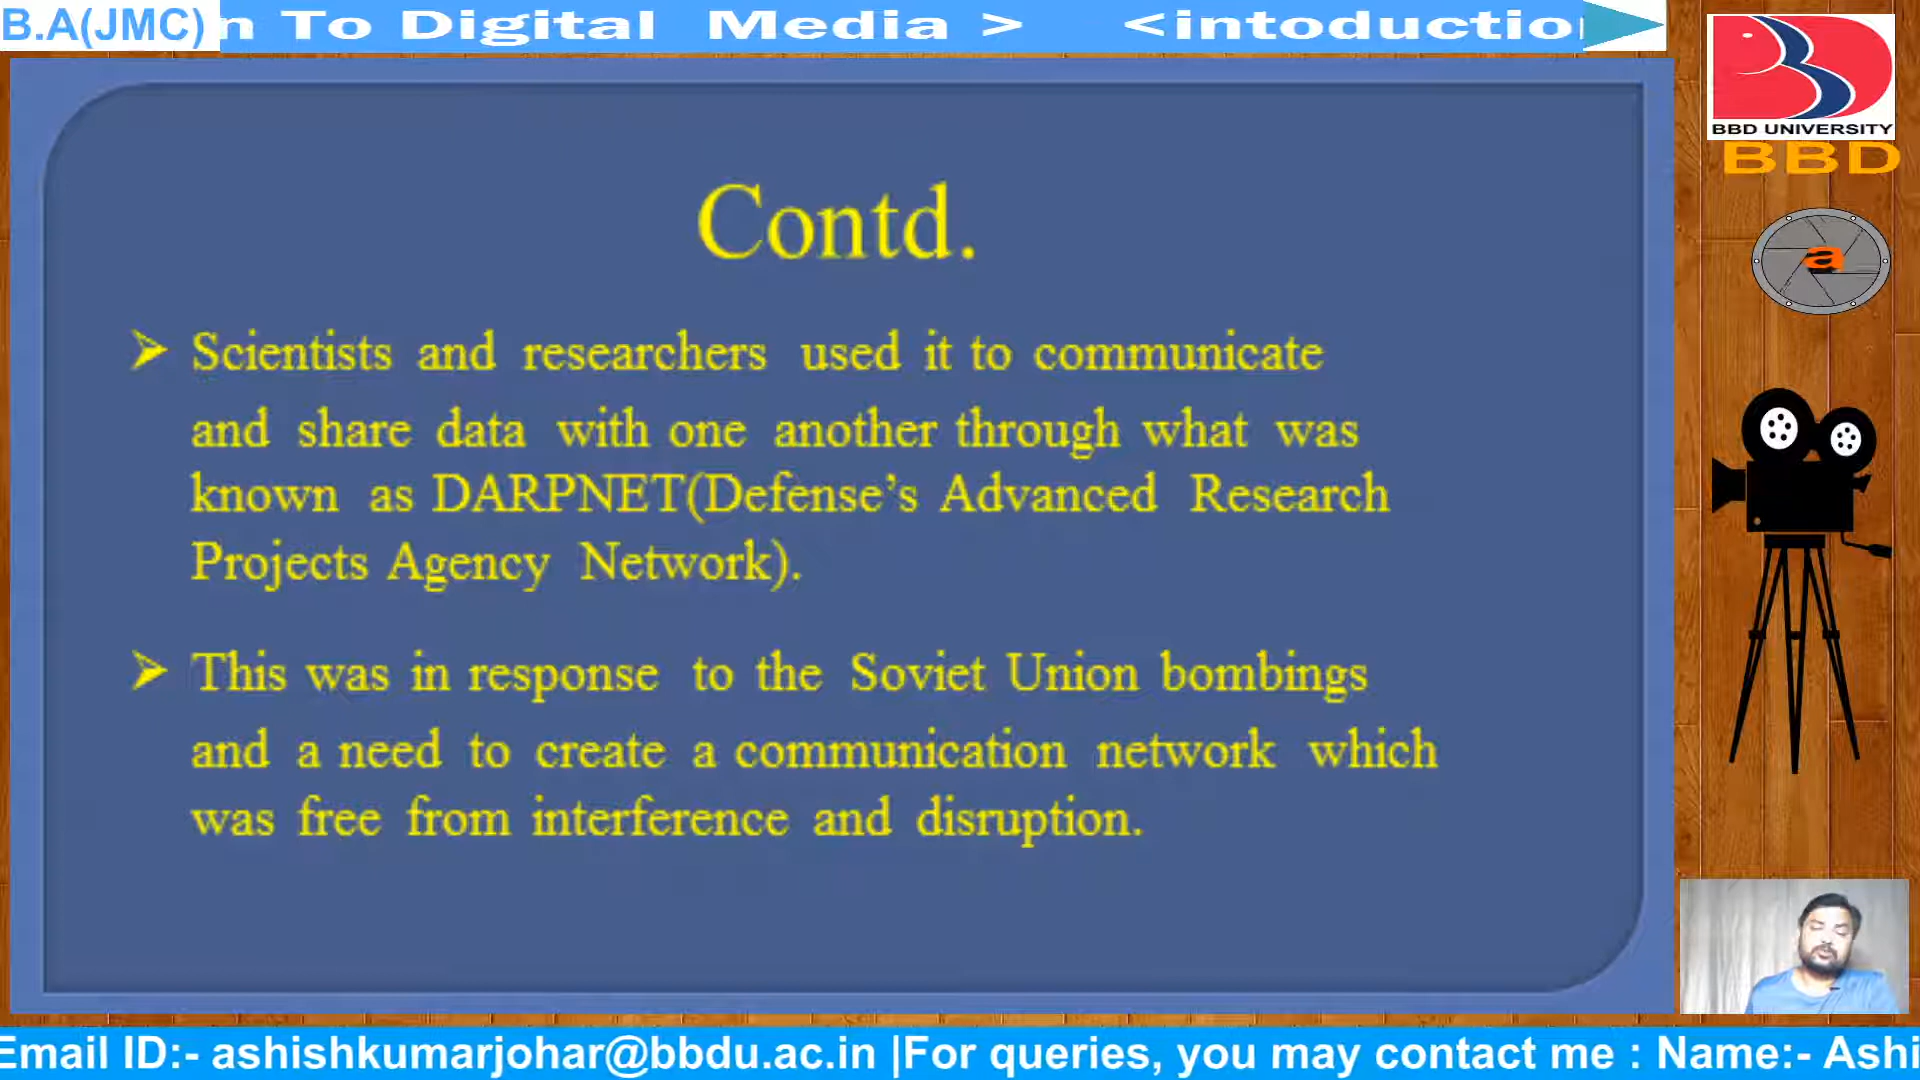 B.A(JMC)
n To Digital Media > <intoductio
BBD UNIVERSITY
BBD
a
Contd.
➢ Scientists and researchers used it to communicate
and share data with one another through what was
known as DARPNET(Defense’s Advanced Research
Projects Agency Network).
➢ This was in response to the Soviet Union bombings
and a need to create a communication network which
was free from interference and disruption.
Email ID:- ashishkumarjohar@bbdu.ac.in |For queries, you may contact me : Name:- Ashi